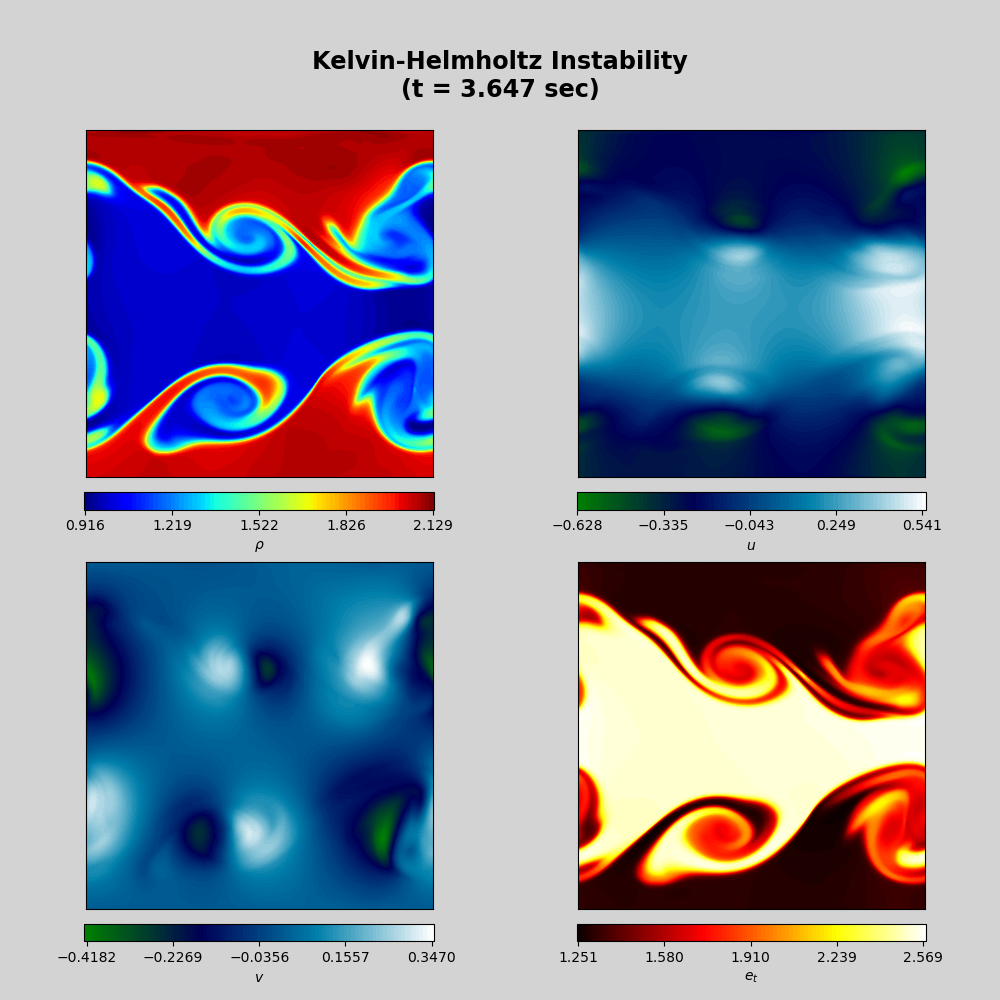 Kelvin-Helmholtz Instability
(t = 3.647 sec)
0.916 1.219 1.522 1.826 2.129
ρ
−0.628 −0.335 −0.043 0.249 0.541
u
−0.4182 −0.2269 −0.0356 0.1557 0.3470
v
1.251 1.580 1.910 2.239 2.569
e_t